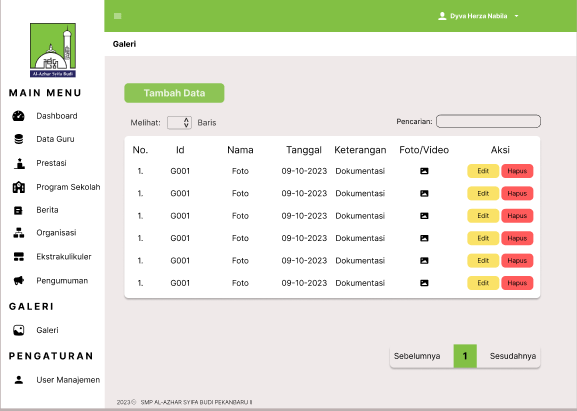 Al-Azhar Syifa Budi
MAIN MENU
Dashboard
Data Guru
Prestasi
Program Sekolah
Berita
Organisasi
Ekstrakulikuler
Pengumuman
GALERI
Galeri
PENGATURAN
User Manajemen
Dyva Herza Nabila
Galeri
Tambah Data
Melihat: Baris
Pencarian:
No. Id Nama Tanggal Keterangan Foto/Video Aksi
1. G001 Foto 09-10-2023 Dokumentasi Edit Hapus
1. G001 Foto 09-10-2023 Dokumentasi Edit Hapus
1. G001 Foto 09-10-2023 Dokumentasi Edit Hapus
1. G001 Foto 09-10-2023 Dokumentasi Edit Hapus
1. G001 Foto 09-10-2023 Dokumentasi Edit Hapus
1. G001 Foto 09-10-2023 Dokumentasi Edit Hapus
Sebelumnya 1 Sesudahnya
2023© SMP AL-AZHAR SYIFA BUDI PEKANBARU II